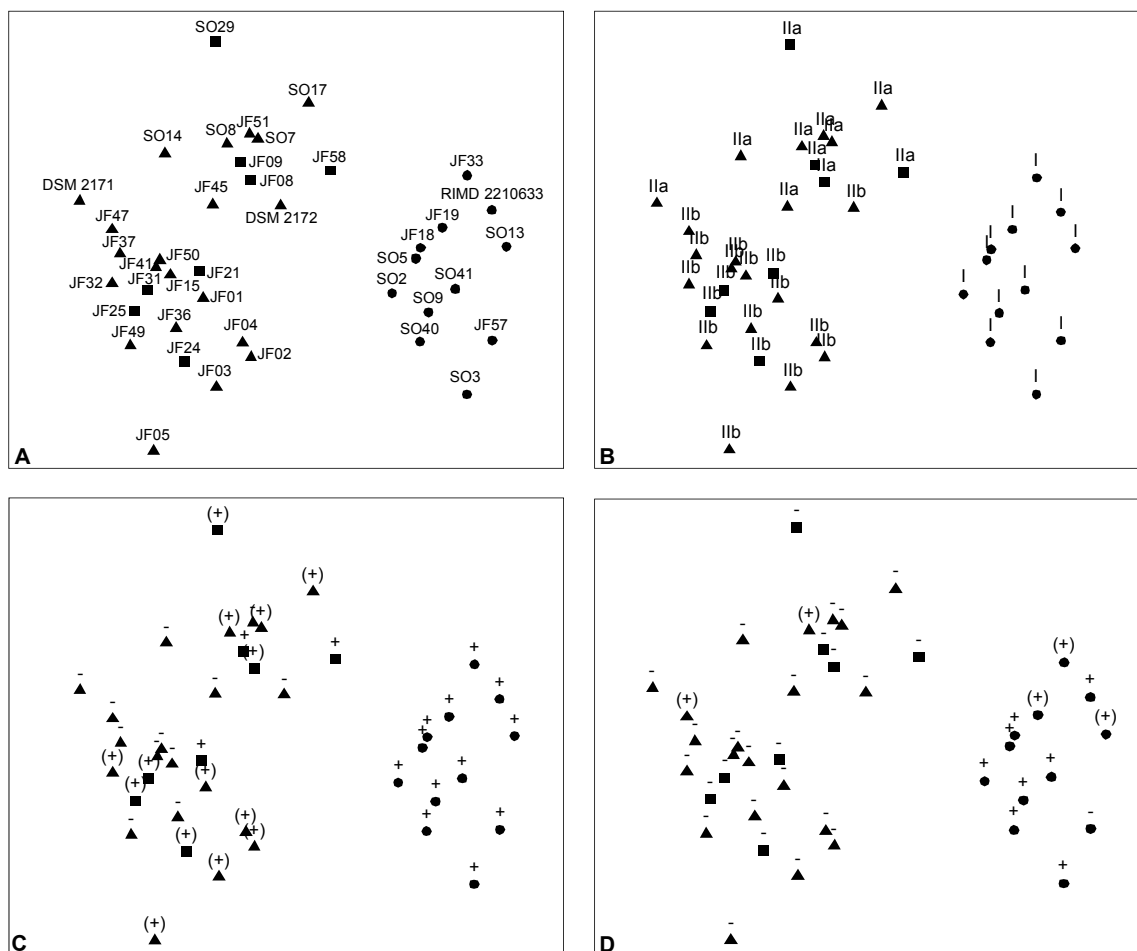 SO29
SO17
JF51
SO8 SO7
SO14
JF09 JF58
JF33
JF08
DSM 2171 JF45 RIMD 2210633
DSM 2172
JF47 JF19
JF37 JF18 SO13
JF50 SO5
JF41
JF32 JF31 JF21 SO2 SO41
JF15
JF01
JF25 SO9
JF36
JF49 JF04 SO40 JF57
JF24 JF02
JF03 SO3
JF05
A
IIa
IIa
IIa
IIa IIa
IIa
IIa IIa
I
IIa
IIa IIa IIb I
IIb I
IIb IIb I I
IIb I
IIb IIb IIb I I
IIb
IIb I
IIb IIb I I
IIb IIb
IIb I
IIb
B
(+)
(+)
-
(+) (+)
- + +
(+) +
- - - +
- + +
- - + +
- + +
(+) (+) - + +
(+) (+) +
- - (+) + +
(+) (+)
(+) +
(+)
C
-
-
-
(+) -
- - -
- (+)
- - - +
(+) (+)
- - + (+)
- - +
- - - + +
- - +
- - - + -
- -
- +
-
D